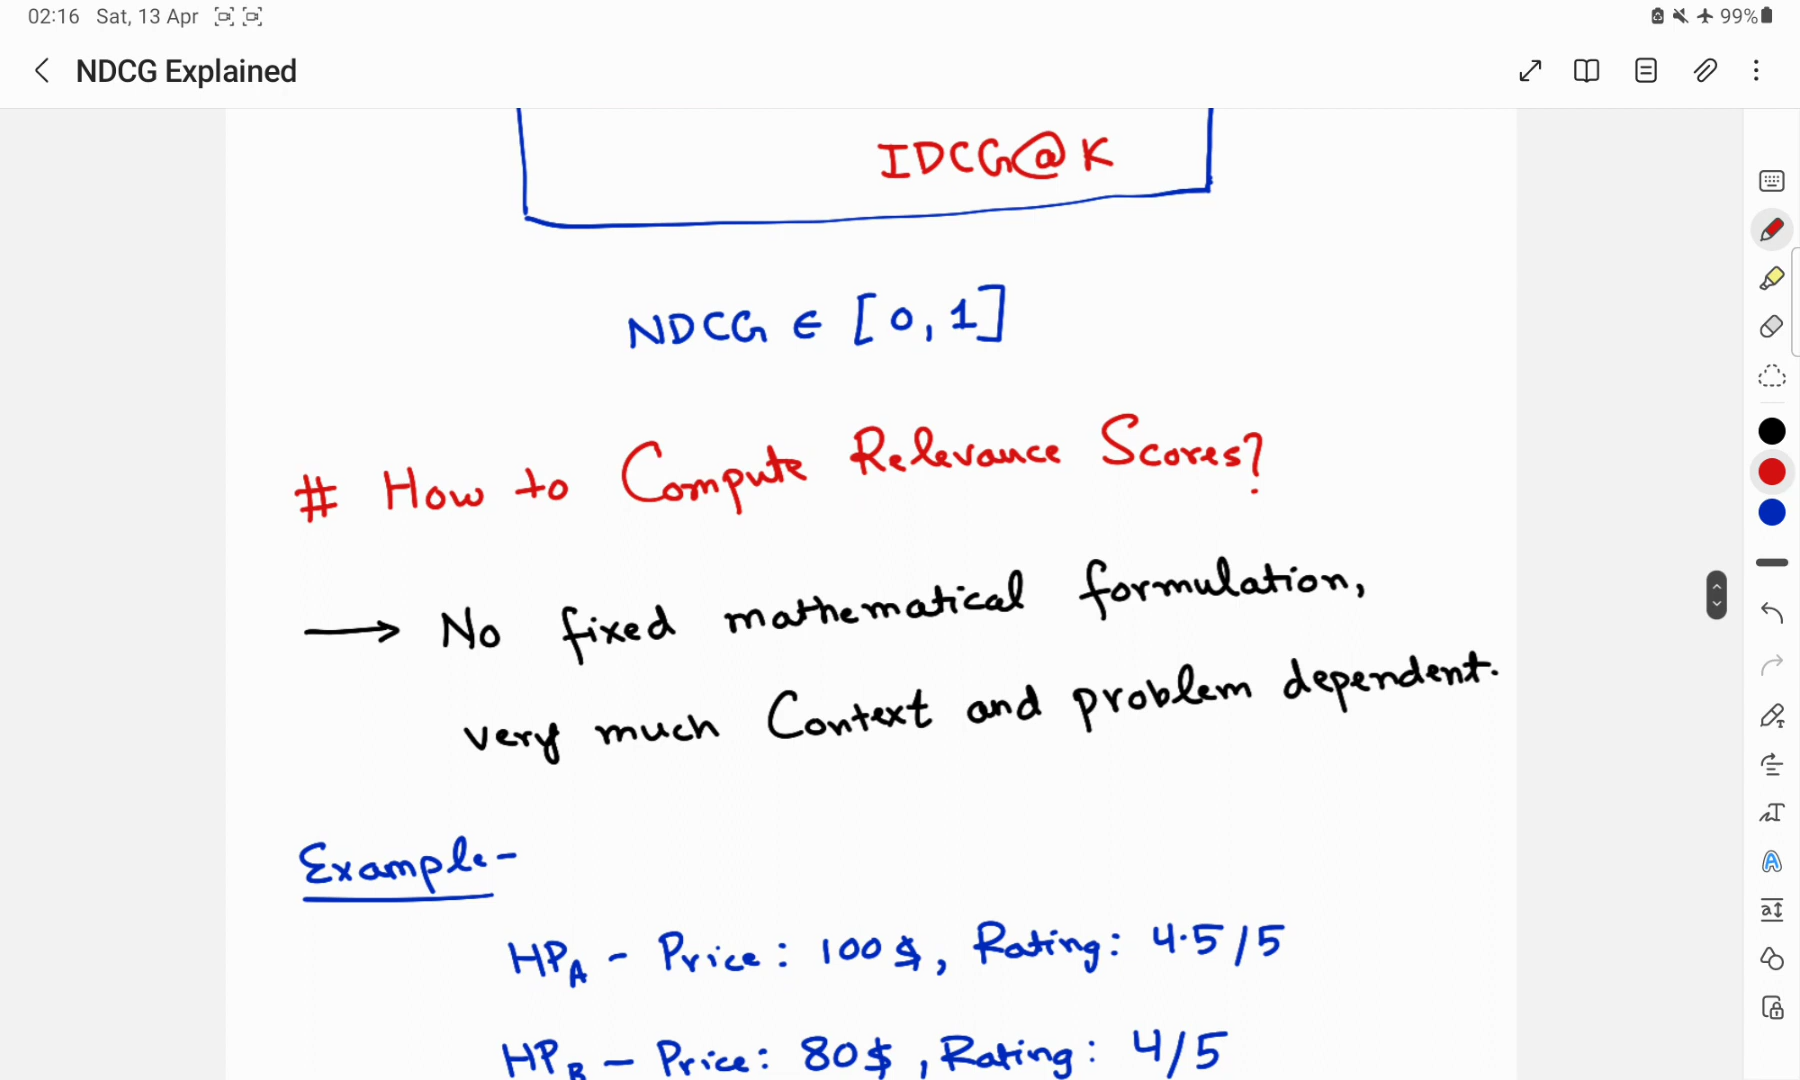 02:16 Sat, 13 Apr 99%
NDCG Explained
IDCG@K
NDCG ∈ [0,1]
# How to Compute Relevance Scores?
→ No fixed mathematical formulation,
very much Context and problem dependent.
Example-
HP_A - Price: 100$, Rating: 4.5/5
HP_B - Price: 80$, Rating: 4/5